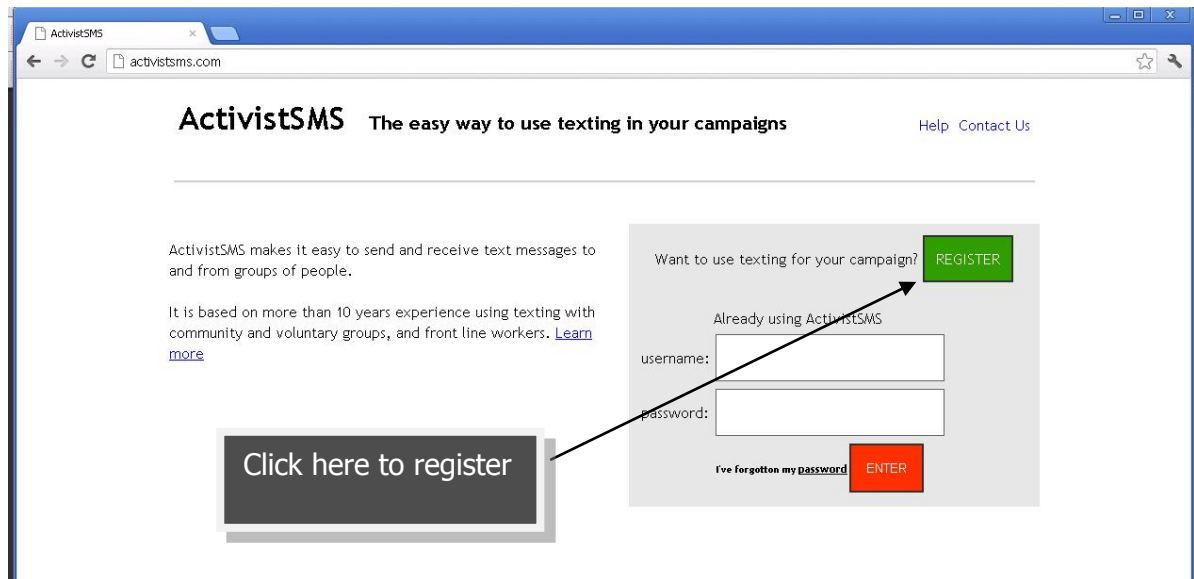 ActivistSMS
activistsms.com
ActivistSMS The easy way to use texting in your campaigns
Help Contact Us
ActivistSMS makes it easy to send and receive text messages to
and from groups of people.
It is based on more than 10 years experience using texting with
community and voluntary groups, and front line workers. Learn
more
Want to use texting for your campaign? REGISTER
Already using ActivistSMS
username:
password:
I've forgotton my password ENTER
Click here to register